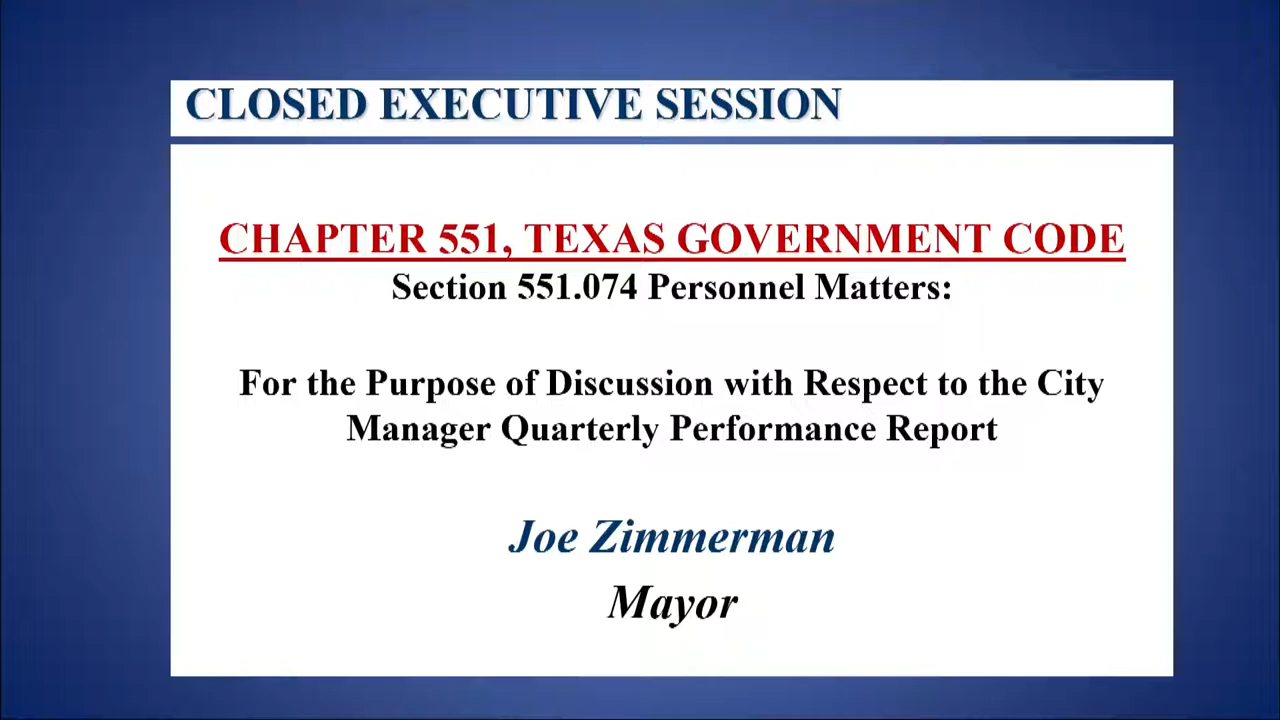 CLOSED EXECUTIVE SESSION
CHAPTER 551, TEXAS GOVERNMENT CODE
Section 551.074 Personnel Matters:
For the Purpose of Discussion with Respect to the City
Manager Quarterly Performance Report
Joe Zimmerman
Mayor